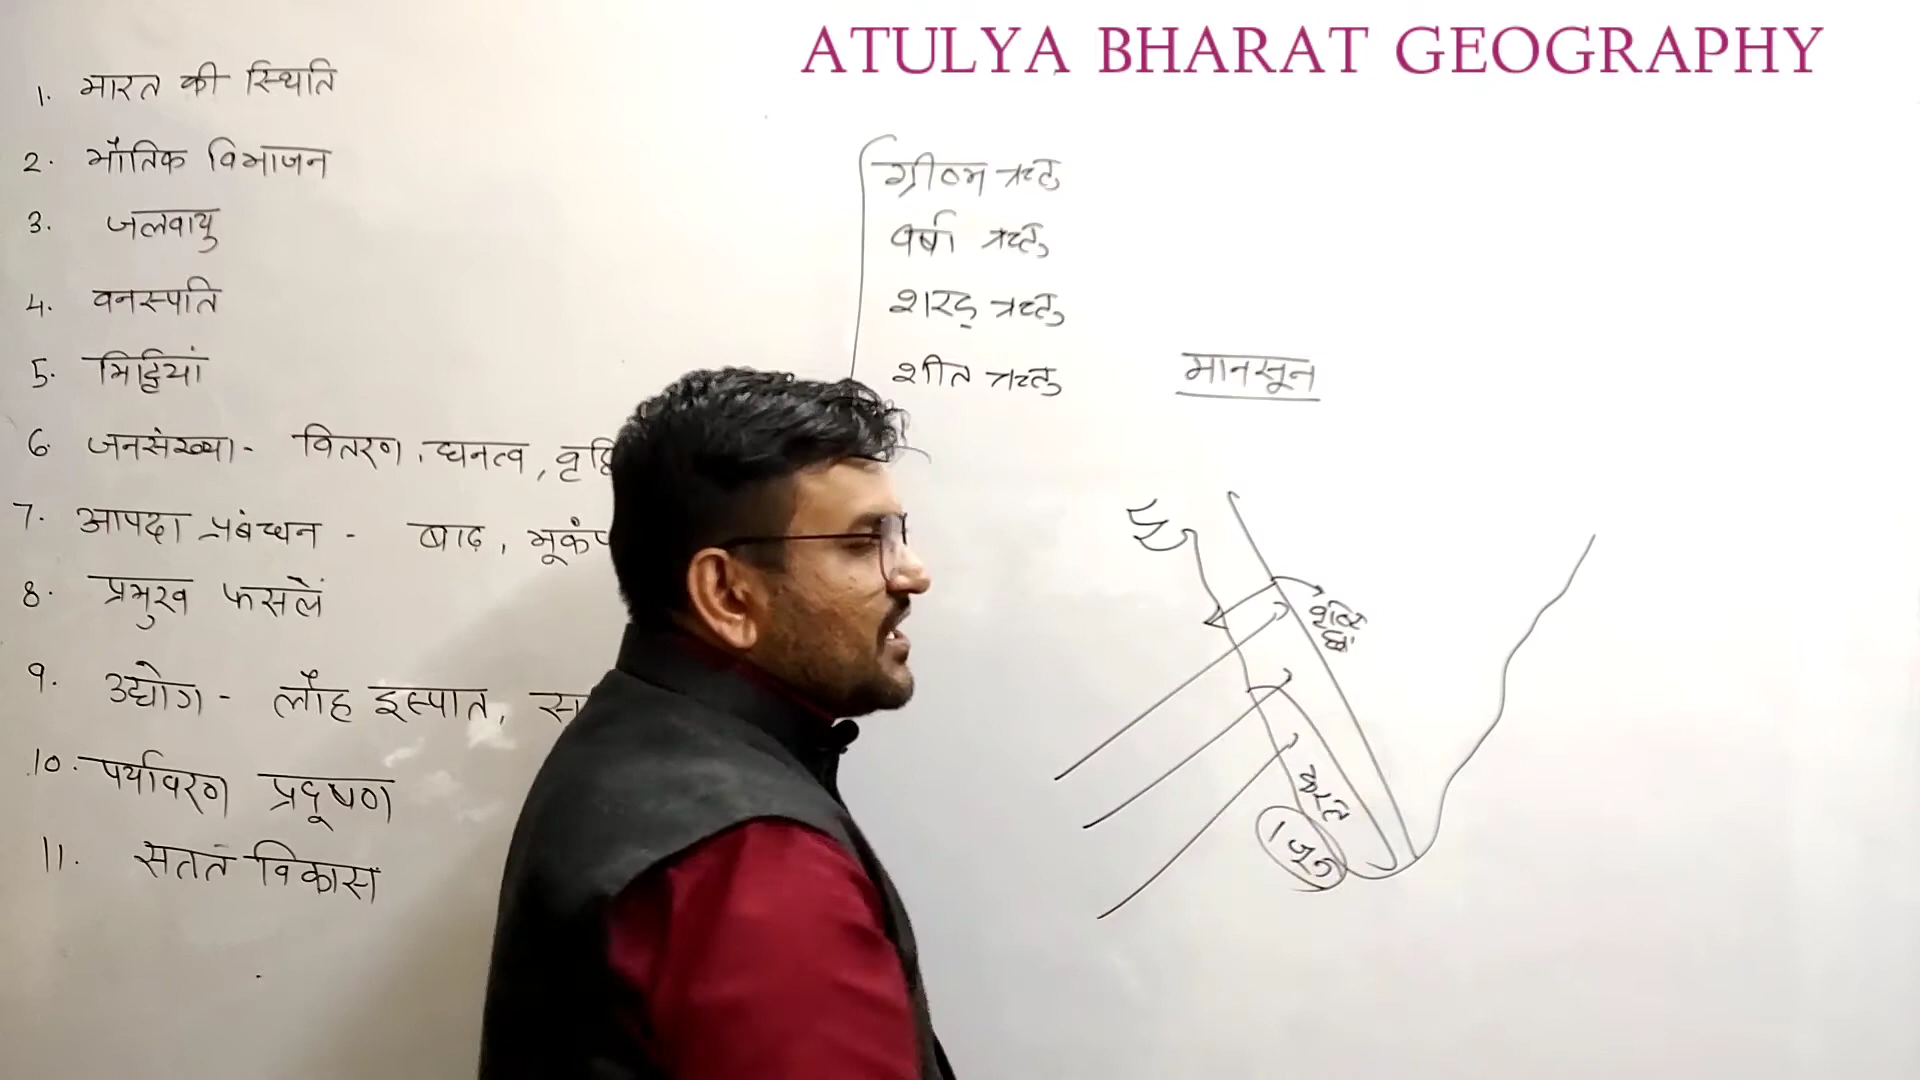 ATULYA BHARAT GEOGRAPHY
1. भारत की स्थिति
2. भौतिक विभाजन
3. जलवायु
4. वनस्पति
5. मिट्टियां
6. जनसंख्या - वितरण, घनत्व,
7. आपदा प्रबंधन - बाढ़,
8. प्रमुख फसलें
9. उद्योग - लौह इस्पात,
10. पर्यावरण प्रदूषण
11. सतत विकास
ग्रीष्म ऋतु
वर्षा ऋतु
शरद् ऋतु
शीत ऋतु
मानसून
वृष्टि
केरल
1 जून